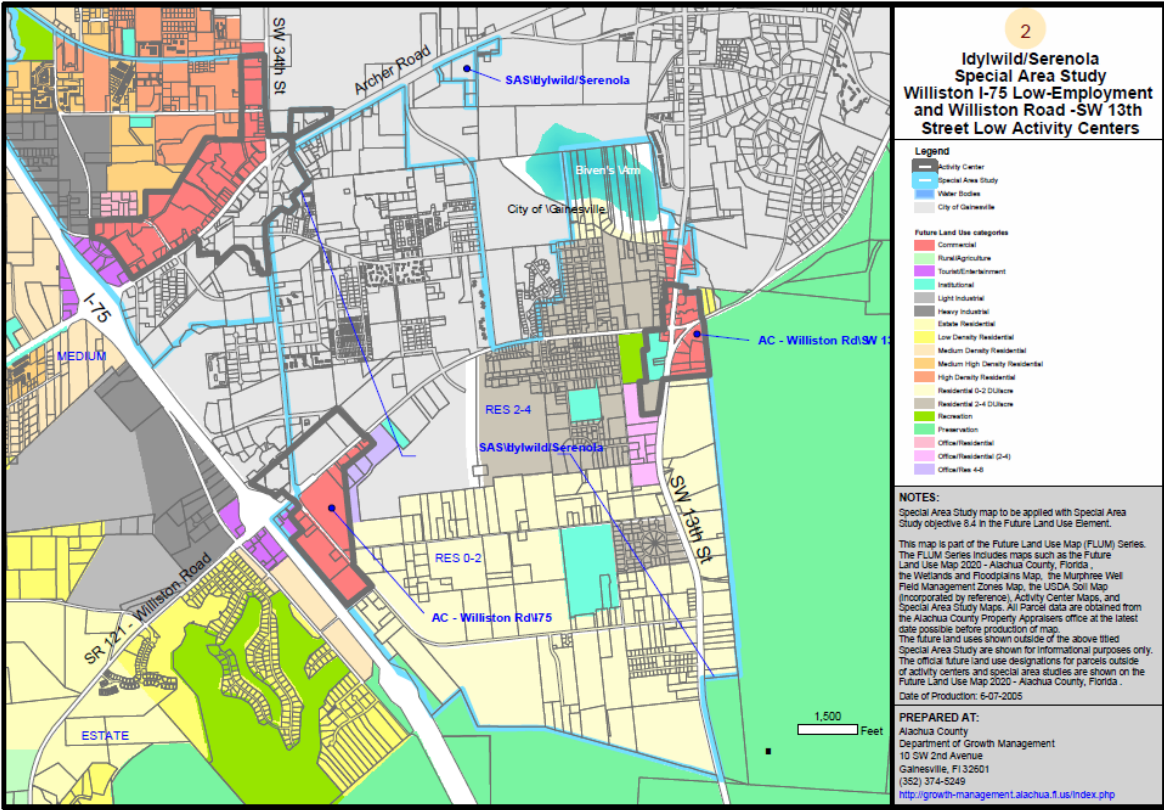 SW 34th St
Archer Road
SAS\Idylwild/Serenola
Biven's \Arm
City of \Gainesville
I-75
MEDIUM
AC - Williston Rd\SW 13
RES 2-4
SAS\Idylwild/Serenola
SW 13th St
RES 0-2
SR 121 - Williston Road
AC - Williston Rd\I75
ESTATE
1,500
Feet
2
Idylwild/Serenola
Special Area Study
Williston I-75 Low-Employment
and Williston Road -SW 13th
Street Low Activity Centers
Legend
Activity Center
Special Area Study
Water Bodies
City of Gainesville
Future Land Use categories
Commercial
Rural/Agriculture
Tourist/Entertainment
Institutional
Light Industrial
Heavy Industrial
Estate Residential
Low Density Residential
Medium Density Residential
Medium High Density Residential
High Density Residential
Residential 0-2 DU/acre
Residential 2-4 DU/acre
Recreation
Preservation
Office/Residential
Office/Residential (2-4)
Office/Res 4-8
NOTES:
Special Area Study map to be applied with Special Area
Study objective 8.4 in the Future Land Use Element.
This map is part of the Future Land Use Map (FLUM) Series.
The FLUM Series includes maps such as the Future
Land Use Map 2020 - Alachua County, Florida ,
the Wetlands and Floodplains Map, the Murphree Well
Field Management Zones Map, the USDA Soil Map
(incorporated by reference), Activity Center Maps, and
Special Area Study Maps. All Parcel data are obtained from
the Alachua County Property Appraisers office at the latest
date possible before production of map.
The future land uses shown outside of the above titled
Special Area Study are shown for informational purposes only.
The official future land use designations for parcels outside
of activity centers and special area studies are shown on the
Future Land Use Map 2020 - Alachua County, Florida .
Date of Production: 6-07-2005
PREPARED AT:
Alachua County
Department of Growth Management
10 SW 2nd Avenue
Gainesville, Fl 32601
(352) 374-5249
http://growth-management.alachua.fl.us/index.php